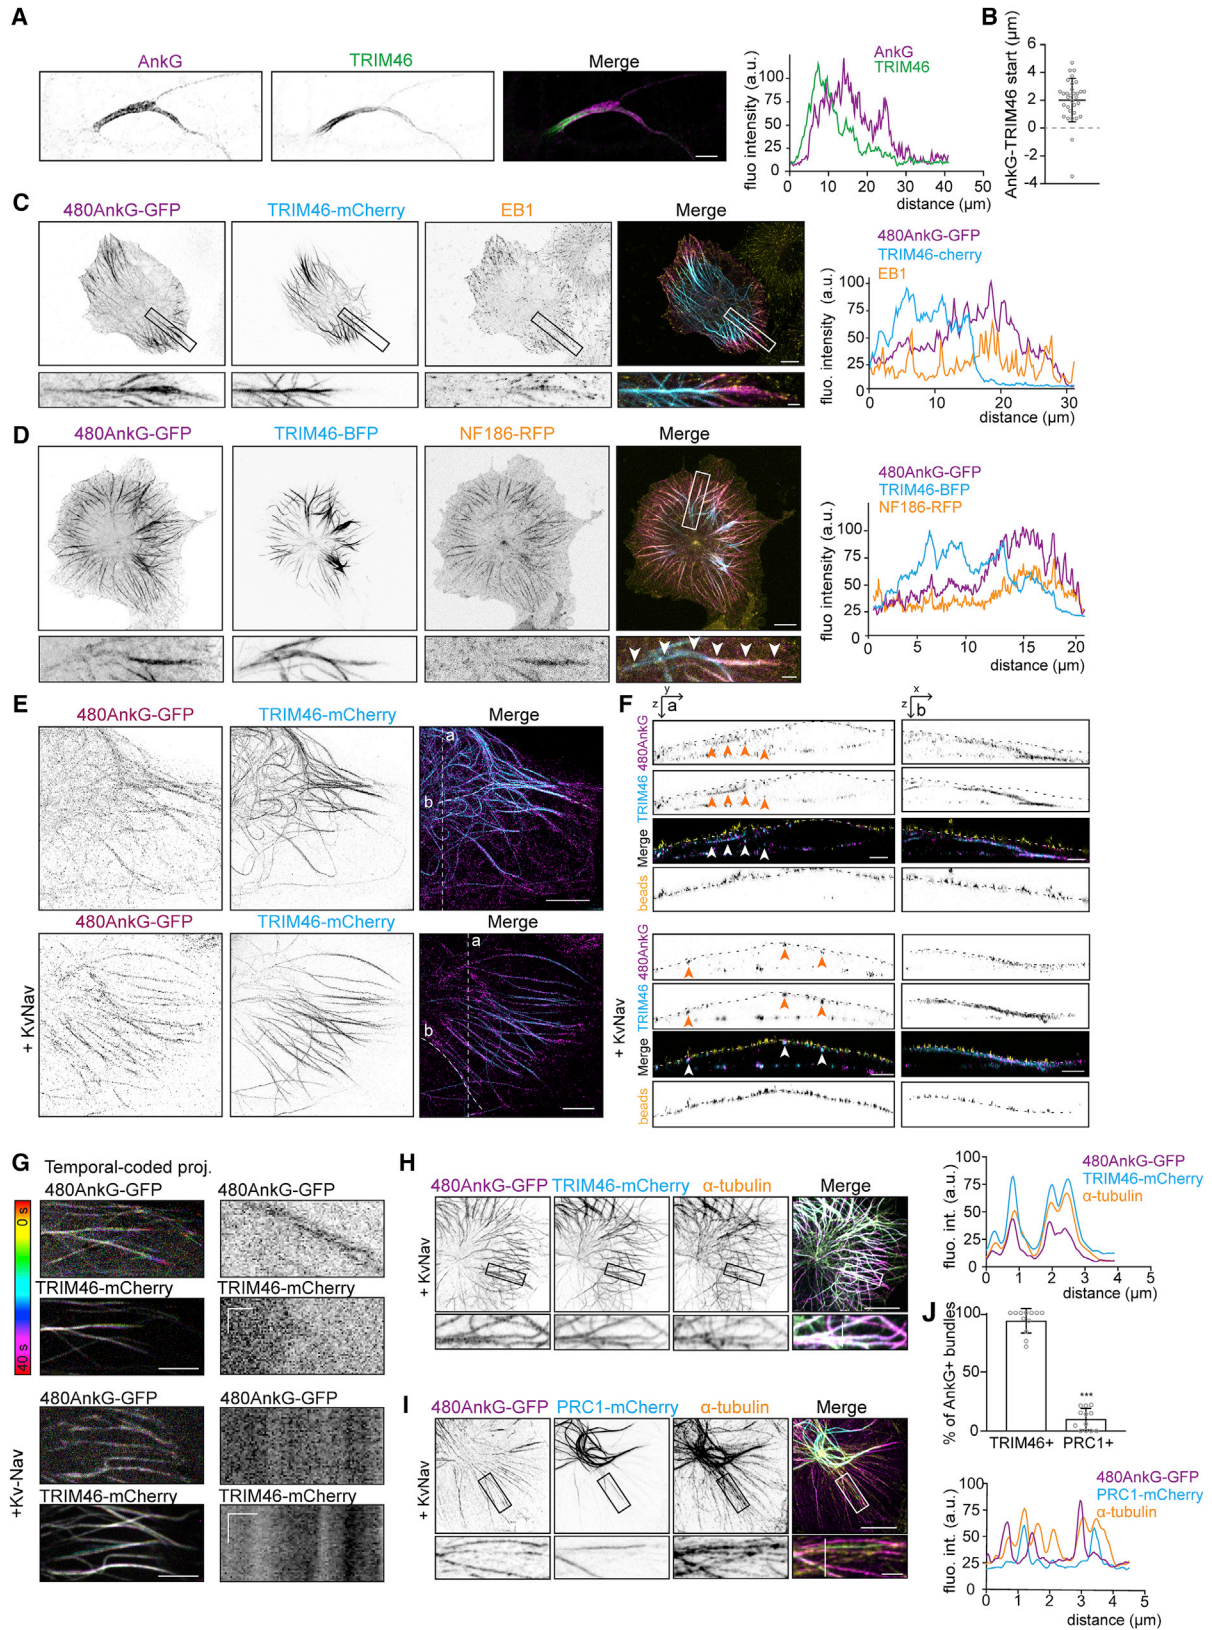 A
AnkG
TRIM46
Merge
fluo intensity (a.u.)
100
75
50
25
0
AnkG
TRIM46
0 10 20 30 40 50
distance (µm)
B
AnkG-TRIM46 start (µm)
6
4
2
0
-2
-4
C
480AnkG-GFP
TRIM46-mCherry
EB1
Merge
480AnkG-GFP
TRIM46-cherry
EB1
fluo. intensity (a.u.)
100
75
50
25
0
0 10 20 30
distance (µm)
D
480AnkG-GFP
TRIM46-BFP
NF186-RFP
Merge
480AnkG-GFP
TRIM46-BFP
NF186-RFP
fluo intensity (a.u.)
100
75
50
25
0
0 5 10 15 20
distance (µm)
E
480AnkG-GFP
TRIM46-mCherry
Merge
a
b
+ KvNav
480AnkG-GFP
TRIM46-mCherry
Merge
a
b
F
y
z
a
x
z
b
480AnkG
TRIM46
Merge
beads
+ KvNav
480AnkG
TRIM46
Merge
beads
G
Temporal-coded proj.
480AnkG-GFP
480AnkG-GFP
0 s
40 s
TRIM46-mCherry
TRIM46-mCherry
+Kv-Nav
480AnkG-GFP
480AnkG-GFP
TRIM46-mCherry
TRIM46-mCherry
H
480AnkG-GFP
TRIM46-mCherry
α-tubulin
Merge
+ KvNav
480AnkG-GFP
TRIM46-mCherry
α-tubulin
fluo. int. (a.u.)
100
75
50
25
0
0 1 2 3 4 5
distance (µm)
I
480AnkG-GFP
PRC1-mCherry
α-tubulin
Merge
+ KvNav
J
% of AnkG+ bundles
100
50
0
***
TRIM46+ PRC1+
480AnkG-GFP
PRC1-mCherry
α-tubulin
fluo. int. (a.u.)
100
75
50
25
0
0 1 2 3 4 5
distance (µm)